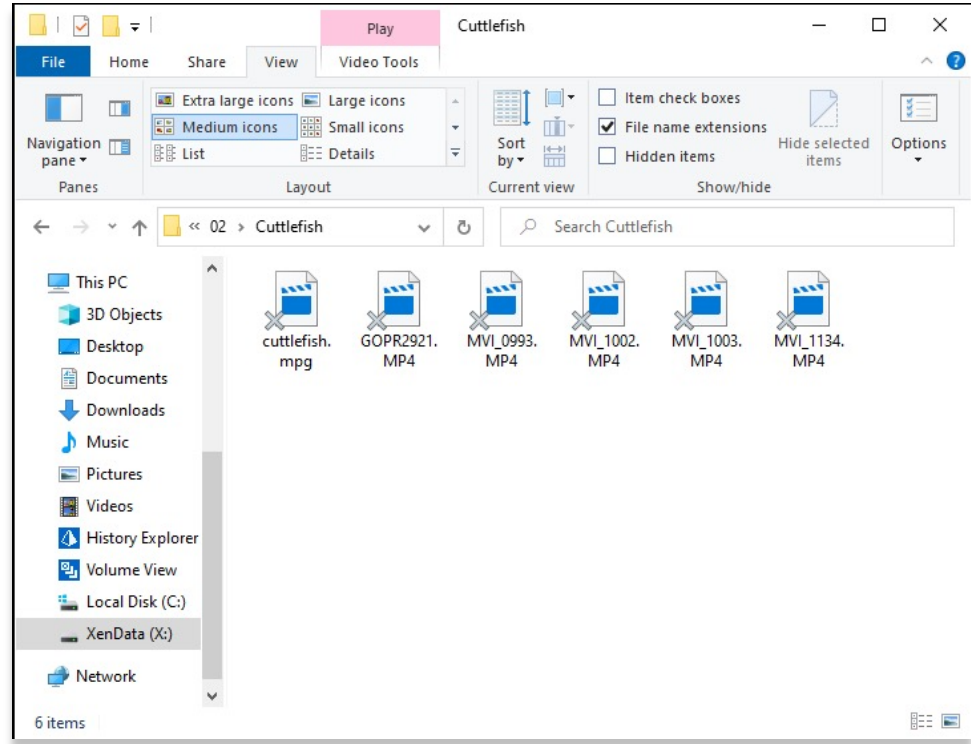 Play
Cuttlefish
File
Home
Share
View
Video Tools
Extra large icons
Large icons
Medium icons
Small icons
List
Details
Navigation
pane
Sort
by
Item check boxes
File name extensions
Hidden items
Hide selected
items
Options
Panes
Layout
Current view
Show/hide
« 02 > Cuttlefish
Search Cuttlefish
This PC
3D Objects
Desktop
Documents
Downloads
Music
Pictures
Videos
History Explorer
Volume View
Local Disk (C:)
XenData (X:)
Network
cuttlefish.
mpg
GOPR2921.
MP4
MVI_0993.
MP4
MVI_1002.
MP4
MVI_1003.
MP4
MVI_1134.
MP4
6 items